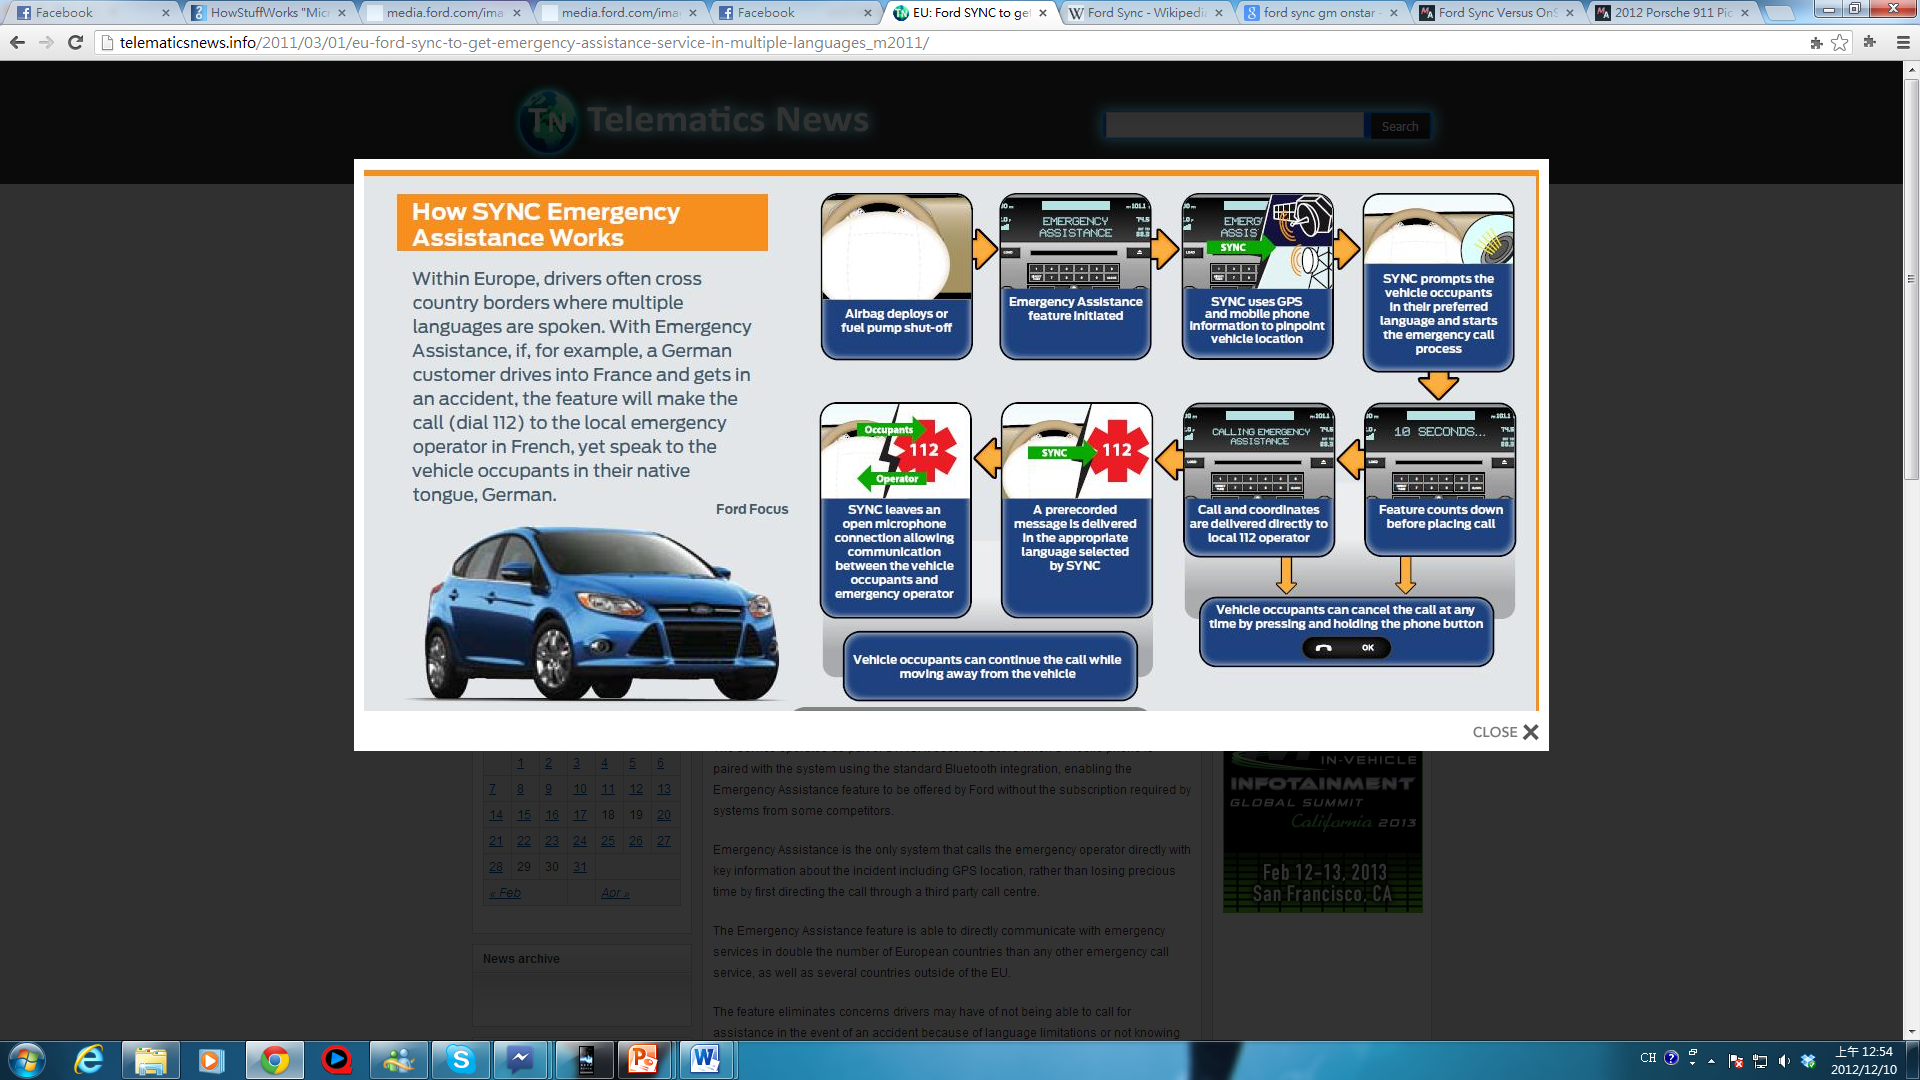 Facebook
HowStuffWorks "Micr
media.ford.com/ima
media.ford.com/ima
Facebook
EU: Ford SYNC to ge
Ford Sync - Wikipedi
ford sync gm onstar -
Ford Sync Versus OnS
2012 Porsche 911 Pic
telematicsnews.info/2011/03/01/eu-ford-sync-to-get-emergency-assistance-service-in-multiple-languages_m2011/
TN Telematics News
Search
How SYNC Emergency
Assistance Works
Within Europe, drivers often cross
country borders where multiple
languages are spoken. With Emergency
Assistance, if, for example, a German
customer drives into France and gets in
an accident, the feature will make the
call (dial 112) to the local emergency
operator in French, yet speak to the
vehicle occupants in their native
tongue, German.
Ford Focus
Airbag deploys or
fuel pump shut-off
EMERGENCY
ASSISTANCE
Emergency Assistance
feature initiated
EMERG
ASSIS
SYNC
SYNC uses GPS
and mobile phone
information to pinpoint
vehicle location
SYNC prompts the
vehicle occupants
in their preferred
language and starts
the emergency call
process
10 SECONDS...
Feature counts down
before placing call
CALLING EMERGENCY
ASSISTANCE
Call and coordinates
are delivered directly to
local 112 operator
Vehicle occupants can cancel the call at any
time by pressing and holding the phone button
OK
SYNC
112
A prerecorded
message is delivered
in the appropriate
language selected
by SYNC
Occupants
112
Operator
SYNC leaves an
open microphone
connection allowing
communication
between the vehicle
occupants and
emergency operator
Vehicle occupants can continue the call while
moving away from the vehicle
CLOSE
1 2 3 4 5 6
7 8 9 10 11 12 13
14 15 16 17 18 19 20
21 22 23 24 25 26 27
28 29 30 31
« Feb Apr »
News archive
paired with the system using the standard Bluetooth integration, enabling the
Emergency Assistance feature to be offered by Ford without the subscription required by
systems from some competitors.
Emergency Assistance is the only system that calls the emergency operator directly with
key information about the incident including GPS location, rather than losing precious
time by first directing the call through a third party call centre.
The Emergency Assistance feature is able to directly communicate with emergency
services in double the number of European countries than any other emergency call
service, as well as several countries outside of the EU.
The feature eliminates concerns drivers may have of not being able to call for
assistance in the event of an accident because of language limitations or not knowing
IN-VEHICLE
INFOTAINMENT
GLOBAL SUMMIT
California 2013
Feb 12-13, 2013
San Francisco, CA
CH
上午 12:54
2012/12/10